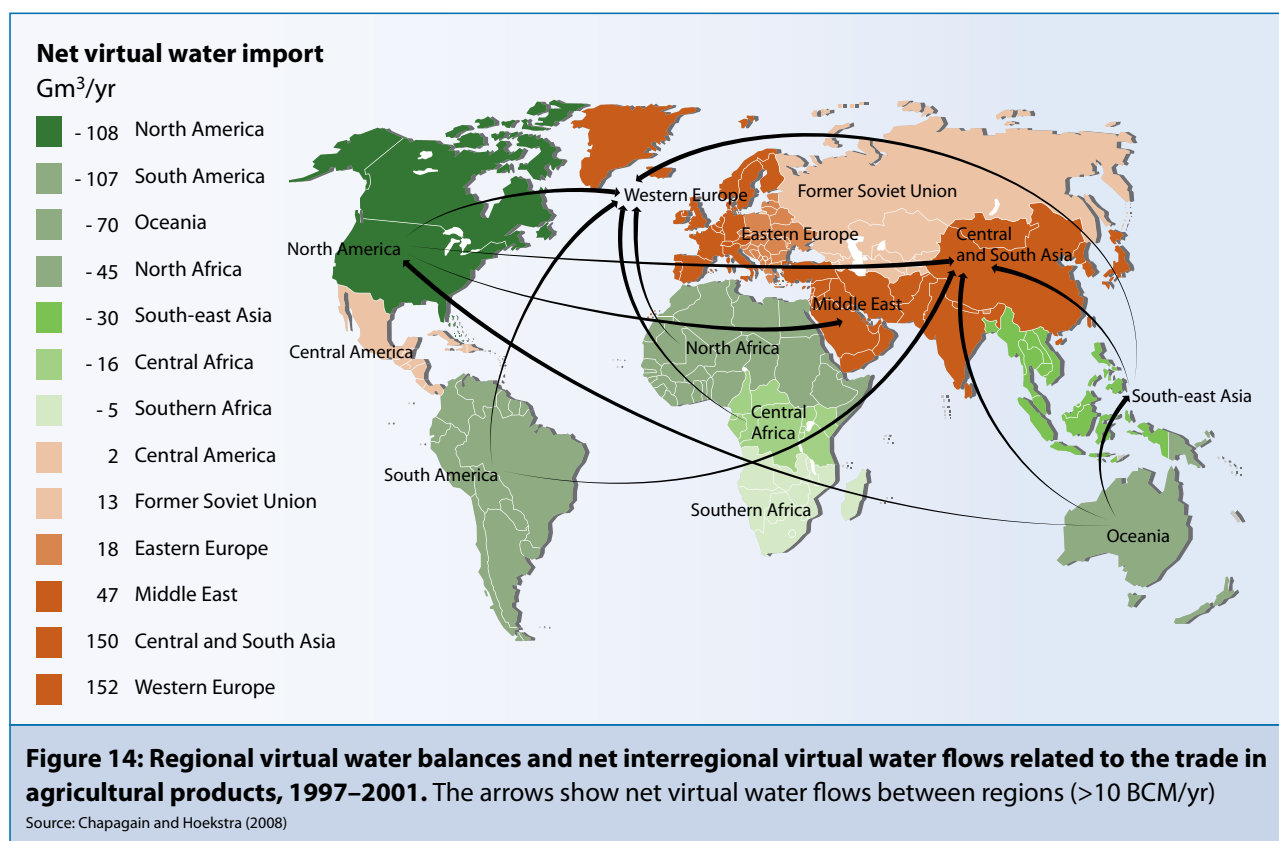 Net virtual water import
Gm³/yr
- 108 North America
- 107 South America
- 70 Oceania
- 45 North Africa
- 30 South-east Asia
- 16 Central Africa
- 5 Southern Africa
2 Central America
13 Former Soviet Union
18 Eastern Europe
47 Middle East
150 Central and South Asia
152 Western Europe
Western Europe
Former Soviet Union
Eastern Europe
Central
and South Asia
North America
Middle East
Central America
North Africa
South-east Asia
Central
Africa
South America
Southern Africa
Oceania
Figure 14: Regional virtual water balances and net interregional virtual water flows related to the trade in
agricultural products, 1997–2001. The arrows show net virtual water flows between regions (>10 BCM/yr)
Source: Chapagain and Hoekstra (2008)